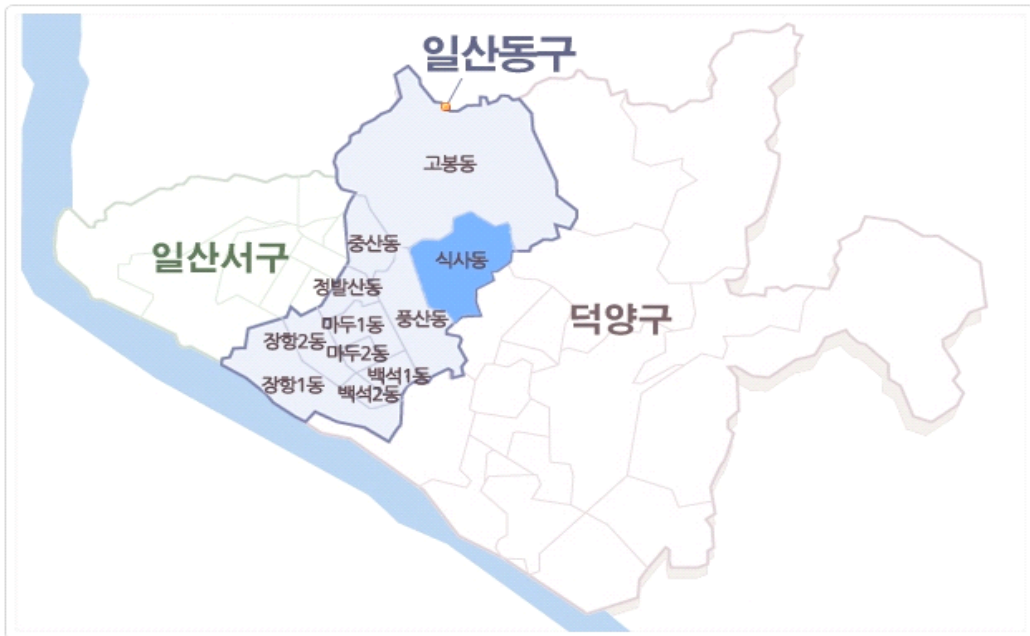 일산동구
고봉동
중산동
식사동
일산서구
정발산동
풍산동
마두1동
덕양구
장항2동
마두2동
백석1동
장항1동
백석2동